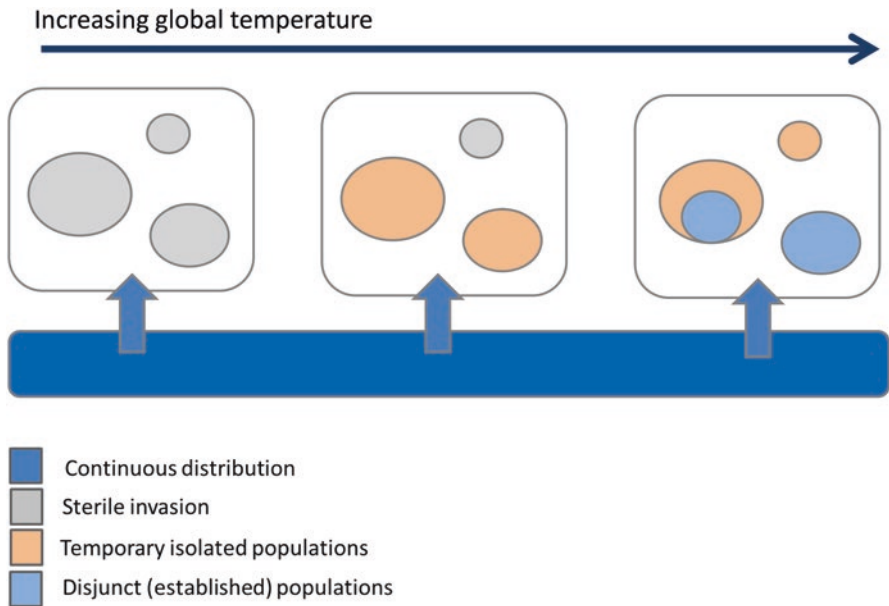 Increasing global temperature
Continuous distribution
Sterile invasion
Temporary isolated populations
Disjunct (established) populations